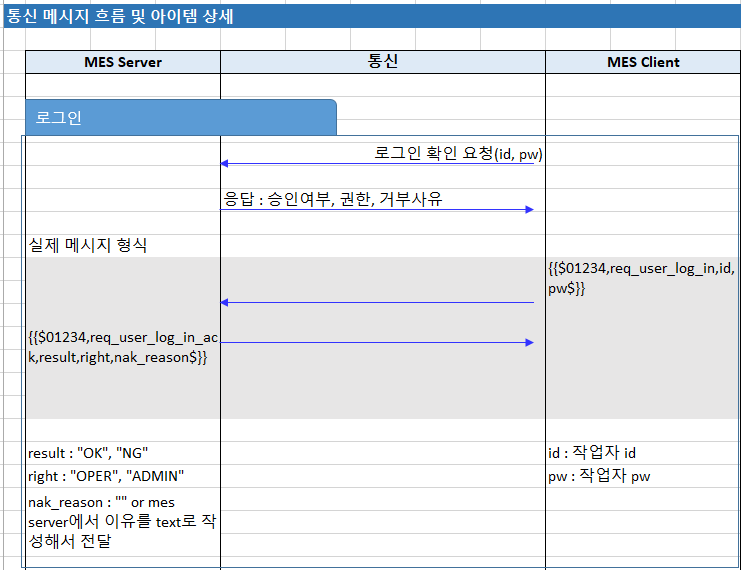 통신 메시지 흐름 및 아이템 상세
MES Server
통신
MES Client
로그인
로그인 확인 요청(id, pw)
응답 : 승인여부, 권한, 거부사유
실제 메시지 형식
{{$01234,req_user_log_in,id,
pw$}}
{{$01234,req_user_log_in_ac
k,result,right,nak_reason$}}
result : "OK", "NG"
id : 작업자 id
right : "OPER", "ADMIN"
pw : 작업자 pw
nak_reason : "" or mes
server에서 이유를 text로 작
성해서 전달